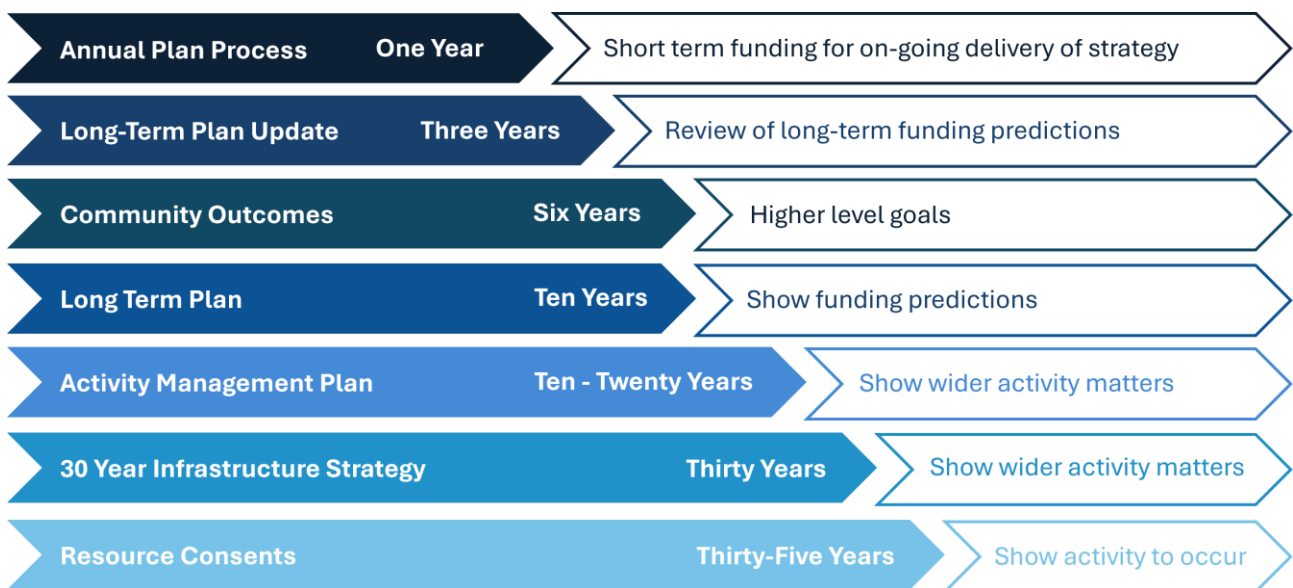 Annual Plan Process One Year Short term funding for on-going delivery of strategy
Long-Term Plan Update Three Years Review of long-term funding predictions
Community Outcomes Six Years Higher level goals
Long Term Plan Ten Years Show funding predictions
Activity Management Plan Ten - Twenty Years Show wider activity matters
30 Year Infrastructure Strategy Thirty Years Show wider activity matters
Resource Consents Thirty-Five Years Show activity to occur